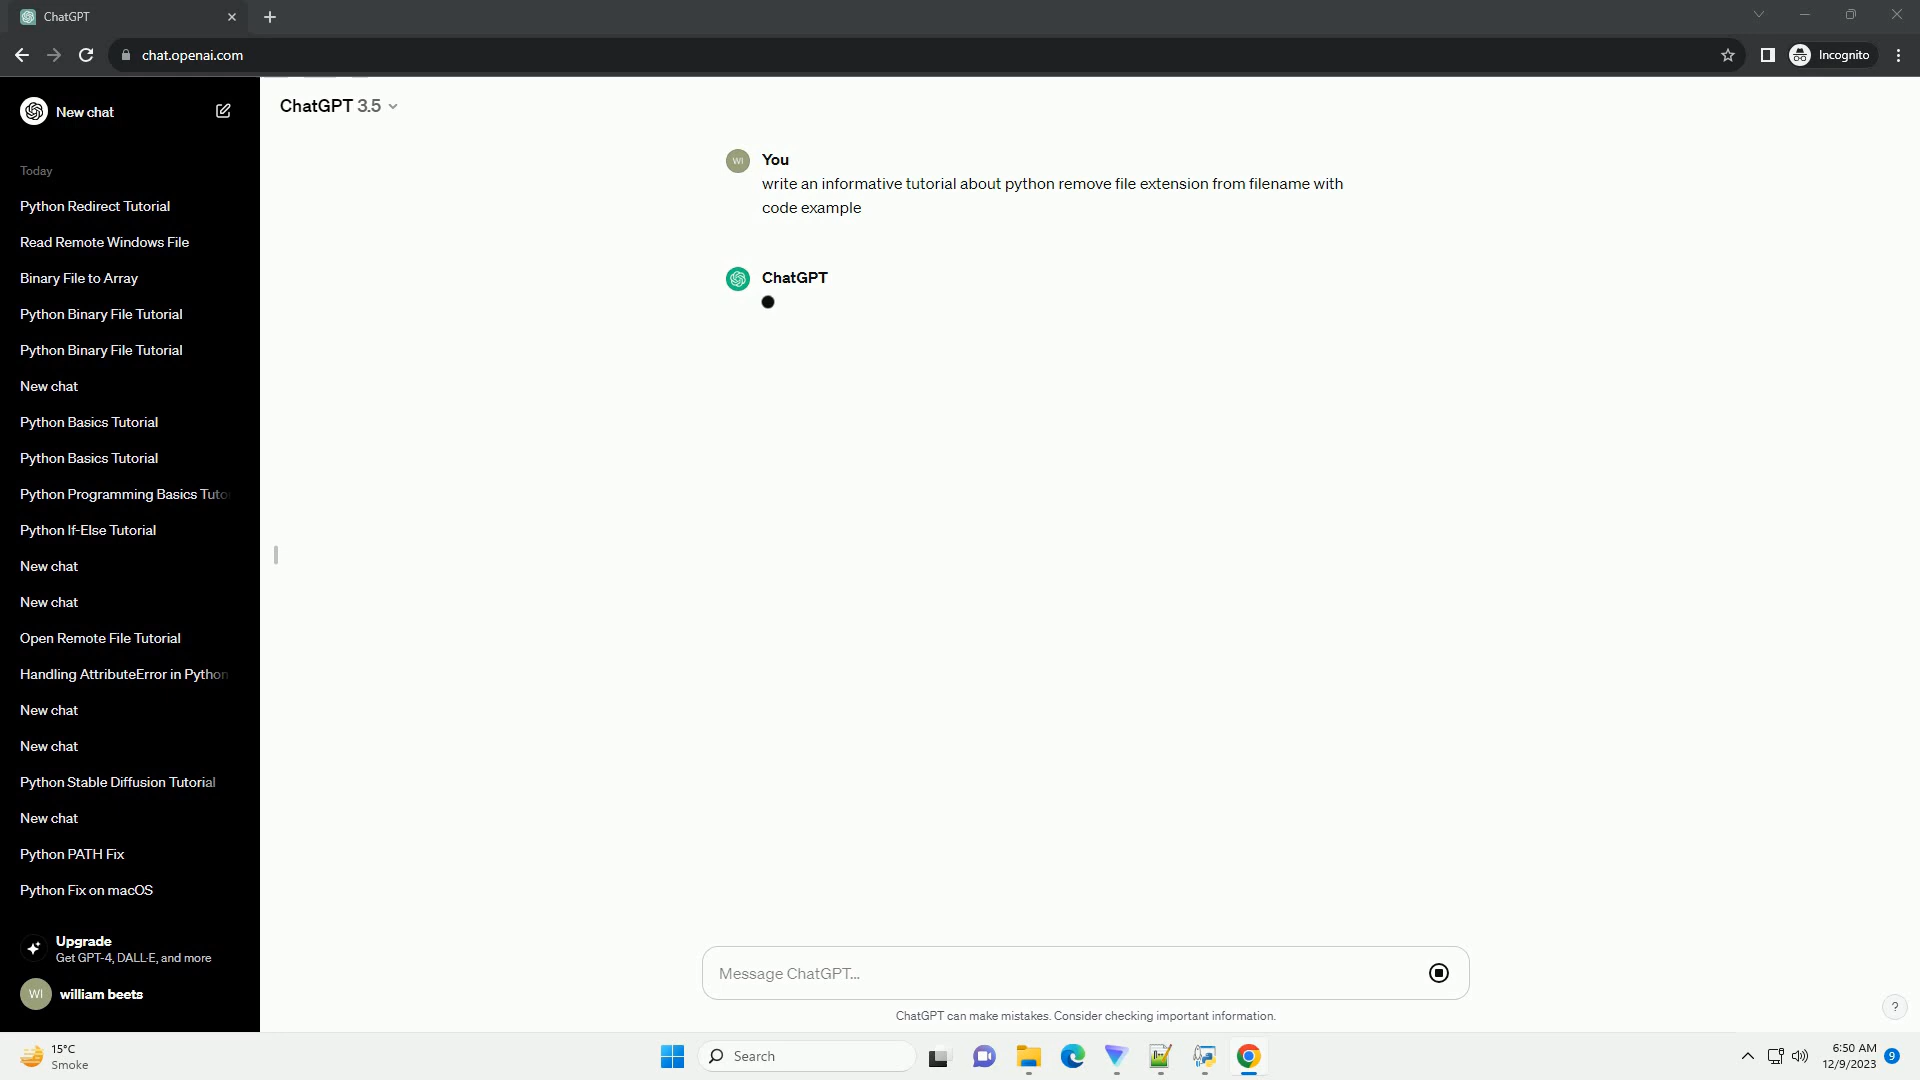 ChatGPT
chat.openai.com
Incognito
New chat
Today
Python Redirect Tutorial
Read Remote Windows File
Binary File to Array
Python Binary File Tutorial
Python Binary File Tutorial
New chat
Python Basics Tutorial
Python Basics Tutorial
Python Programming Basics Tuto
Python If-Else Tutorial
New chat
New chat
Open Remote File Tutorial
Handling AttributeError in Python
New chat
New chat
Python Stable Diffusion Tutorial
New chat
Python PATH Fix
Python Fix on macOS
Upgrade
Get GPT-4, DALL·E, and more
WI
william beets
ChatGPT 3.5
WI
You
write an informative tutorial about python remove file extension from filename with
code example
ChatGPT
Message ChatGPT...
ChatGPT can make mistakes. Consider checking important information.
?
15°C
Smoke
Search
6:50 AM
12/9/2023
9